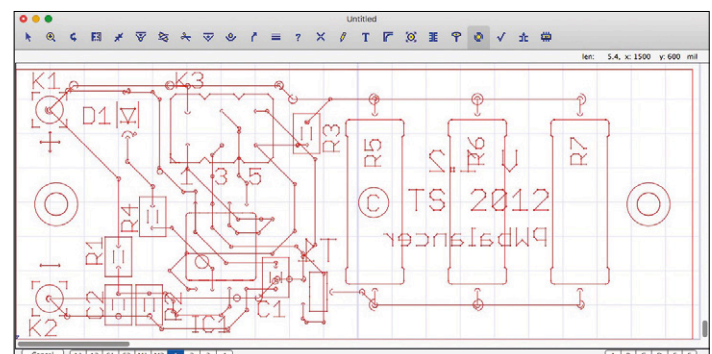 Untitled
len: 5.4, x: 1500 y: 600 mil
K1
K3
D1
+
R3
R5
R6
R7
1 3 5
© TS 2012
R4
R1
T
C2
R2
C1
IC1
K2